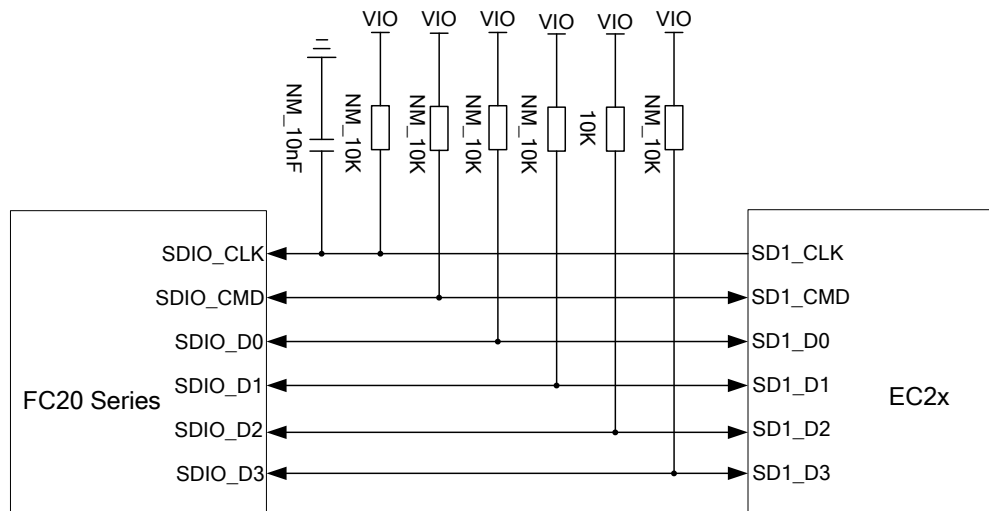 VIO VIO VIO VIO VIO VIO
NM_10nF
NM_10K
NM_10K
NM_10K
NM_10K
10K
NM_10K
SDIO_CLK
SDIO_CMD
SDIO_D0
SDIO_D1
SDIO_D2
SDIO_D3
FC20 Series
SD1_CLK
SD1_CMD
SD1_D0
SD1_D1
SD1_D2
SD1_D3
EC2x